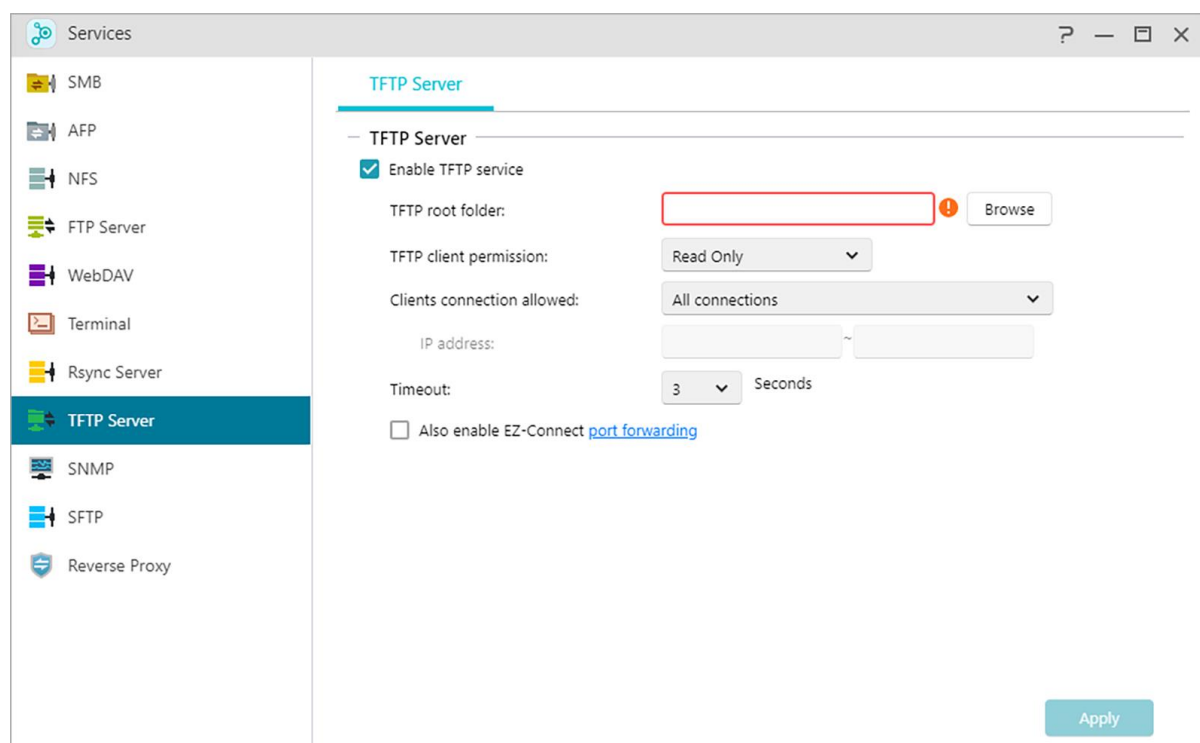 Services
SMB
AFP
NFS
FTP Server
WebDAV
Terminal
Rsync Server
TFTP Server
SNMP
SFTP
Reverse Proxy
TFTP Server
TFTP Server
Enable TFTP service
TFTP root folder: Browse
TFTP client permission: Read Only
Clients connection allowed: All connections
IP address: ~
Timeout: 3 Seconds
Also enable EZ-Connect port forwarding
Apply